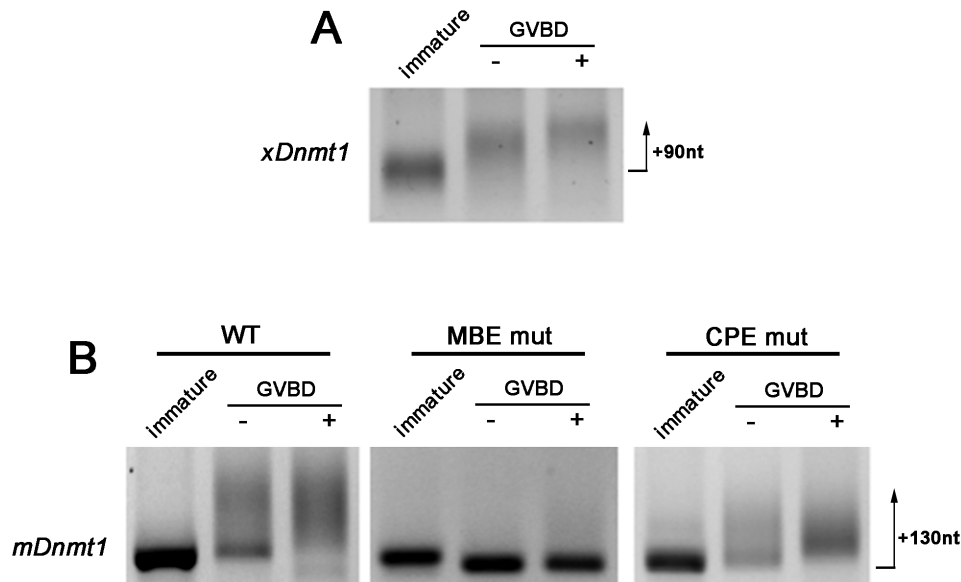 A
immature
GVBD
- +
xDnmt1
+90nt
B
WT
MBE mut
CPE mut
immature
GVBD
- +
immature
GVBD
- +
immature
GVBD
- +
mDnmt1
+130nt